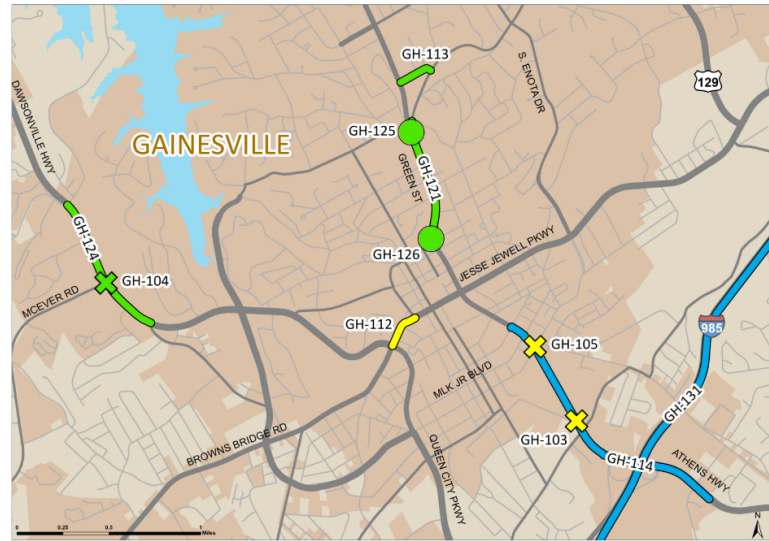 GH-113
S. ENOTA DR
129
DAWSONVILLE HWY
GH-125
GAINESVILLE
GREEN ST
GH-121
GH-124
GH-126
JESSE JEWELL PKWY
GH-104
MCEVER RD
GH-112
985
GH-105
MLK JR BLVD
GH-131
GH-103
BROWNS BRIDGE RD
QUEEN CITY PKWY
GH-114
ATHENS HWY
0 0.25 0.5 1
Miles
N